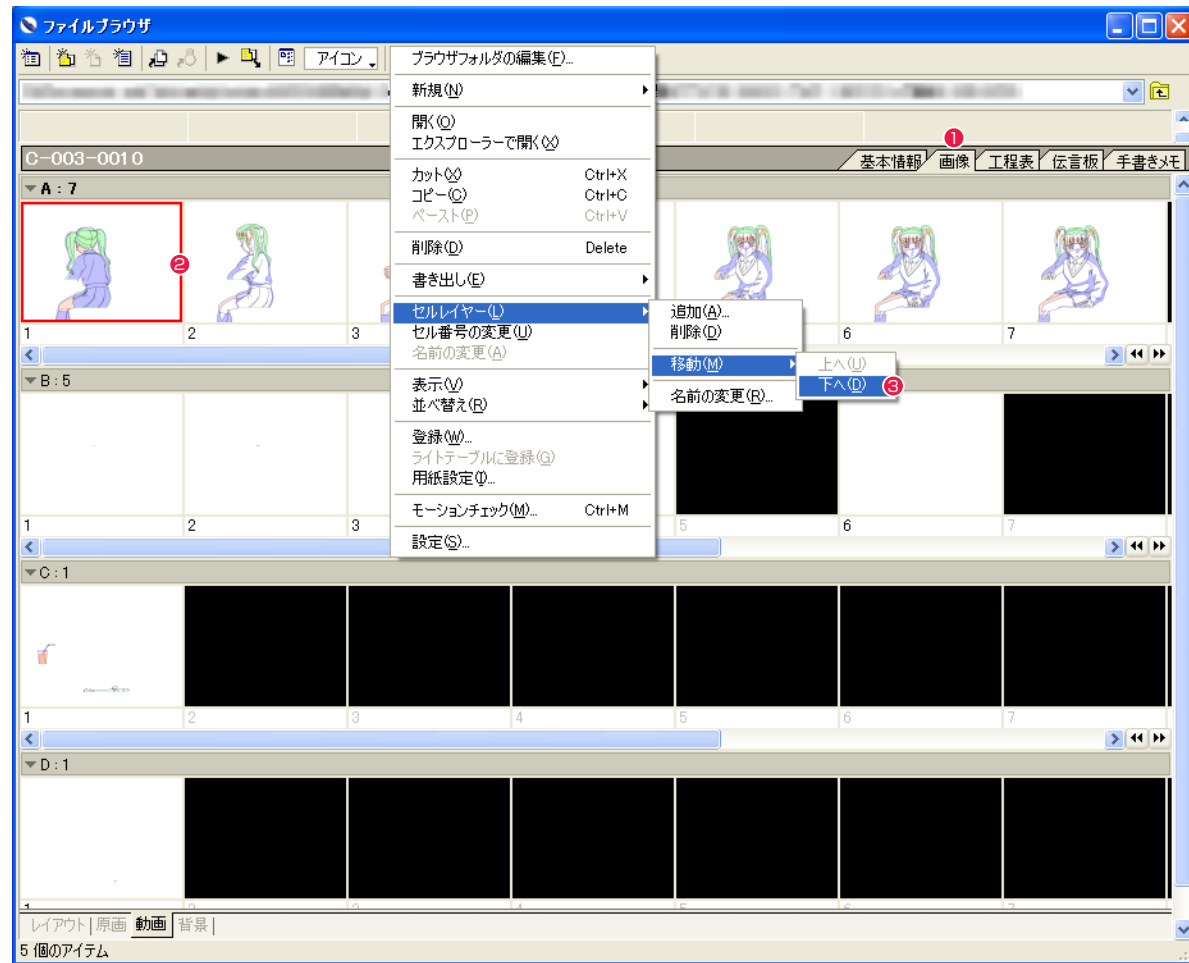 ファイルブラウザ
アイコン
❶
C-003-0010
基本情報 画像 工程表 伝言板 手書きメモ
A : 7
❷
1 2 3 6 7
B : 5
1 2 3 5 6 7
C : 1
1 2 3 4 5 6 7
D : 1
ブラウザフォルダの編集(F)...
新規(N)
開く(O)
エクスプローラーで開く(X)
カット(X) Ctrl+X
コピー(C) Ctrl+C
ペースト(P) Ctrl+V
削除(D) Delete
書き出し(E)
セルレイヤー(L)
セル番号の変更(U)
名前の変更(A)
表示(V)
並べ替え(R)
登録(W)...
ライトテーブルに登録(G)
用紙設定(I)...
モーションチェック(M)... Ctrl+M
設定(S)...
追加(A)...
削除(D)
移動(M)
名前の変更(R)...
上へ(U)
下へ(D) ❸
レイアウト 原画 動画 背景
5 個のアイテム